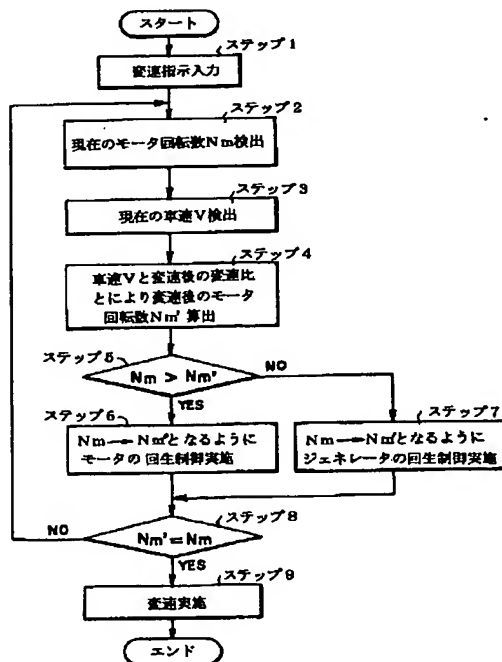 スタート
ステップ1
変速指示入力
ステップ2
現在のモータ回転数Nm検出
ステップ3
現在の車速V検出
ステップ4
車速Vと変速後の変速比
とにより変速後のモータ
回転数Nm'算出
ステップ5
Nm > Nm'
NO
YES
ステップ6
Nm→Nm'となるように
モータの回生制御実施
ステップ7
Nm→Nm'となるように
ジェネレータの回生制御実施
ステップ8
Nm'=Nm
NO
YES
ステップ9
変速実施
エンド